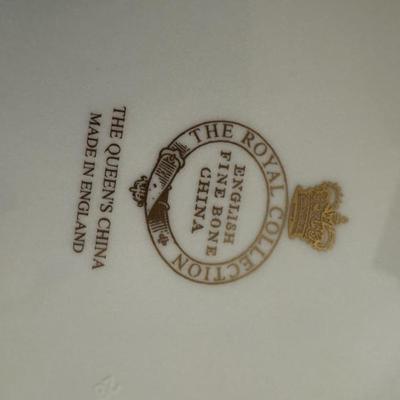 THE ROYAL COLLECTION
ENGLISH
FINE BONE
CHINA
THE QUEEN'S CHINA
MADE IN ENGLAND